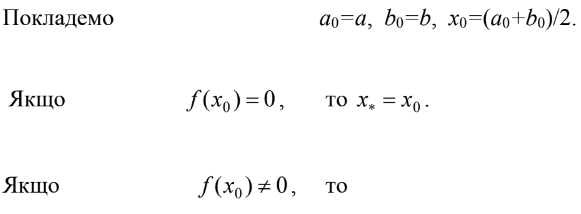 Покладемо a₀=a, b₀=b, x₀=(a₀+b₀)/2.
Якщо f(x₀)=0, то x* = x₀.
Якщо f(x₀)≠0, то